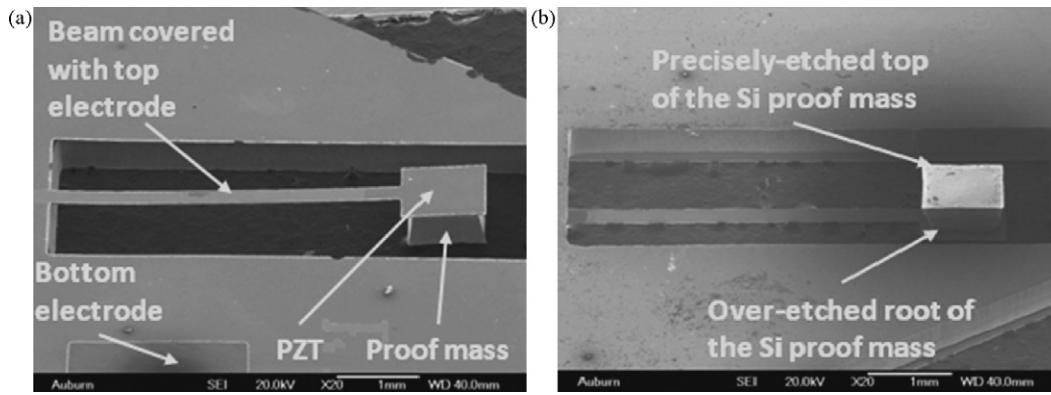 (a)
Beam covered
with top
electrode
Bottom
electrode
PZT
Proof mass
Auburn SEI 20.0kV X20 1mm WD 40.0mm
(b)
Precisely-etched top
of the Si proof mass
Over-etched root of
the Si proof mass
Auburn SEI 20.0kV X20 1mm WD 40.0mm